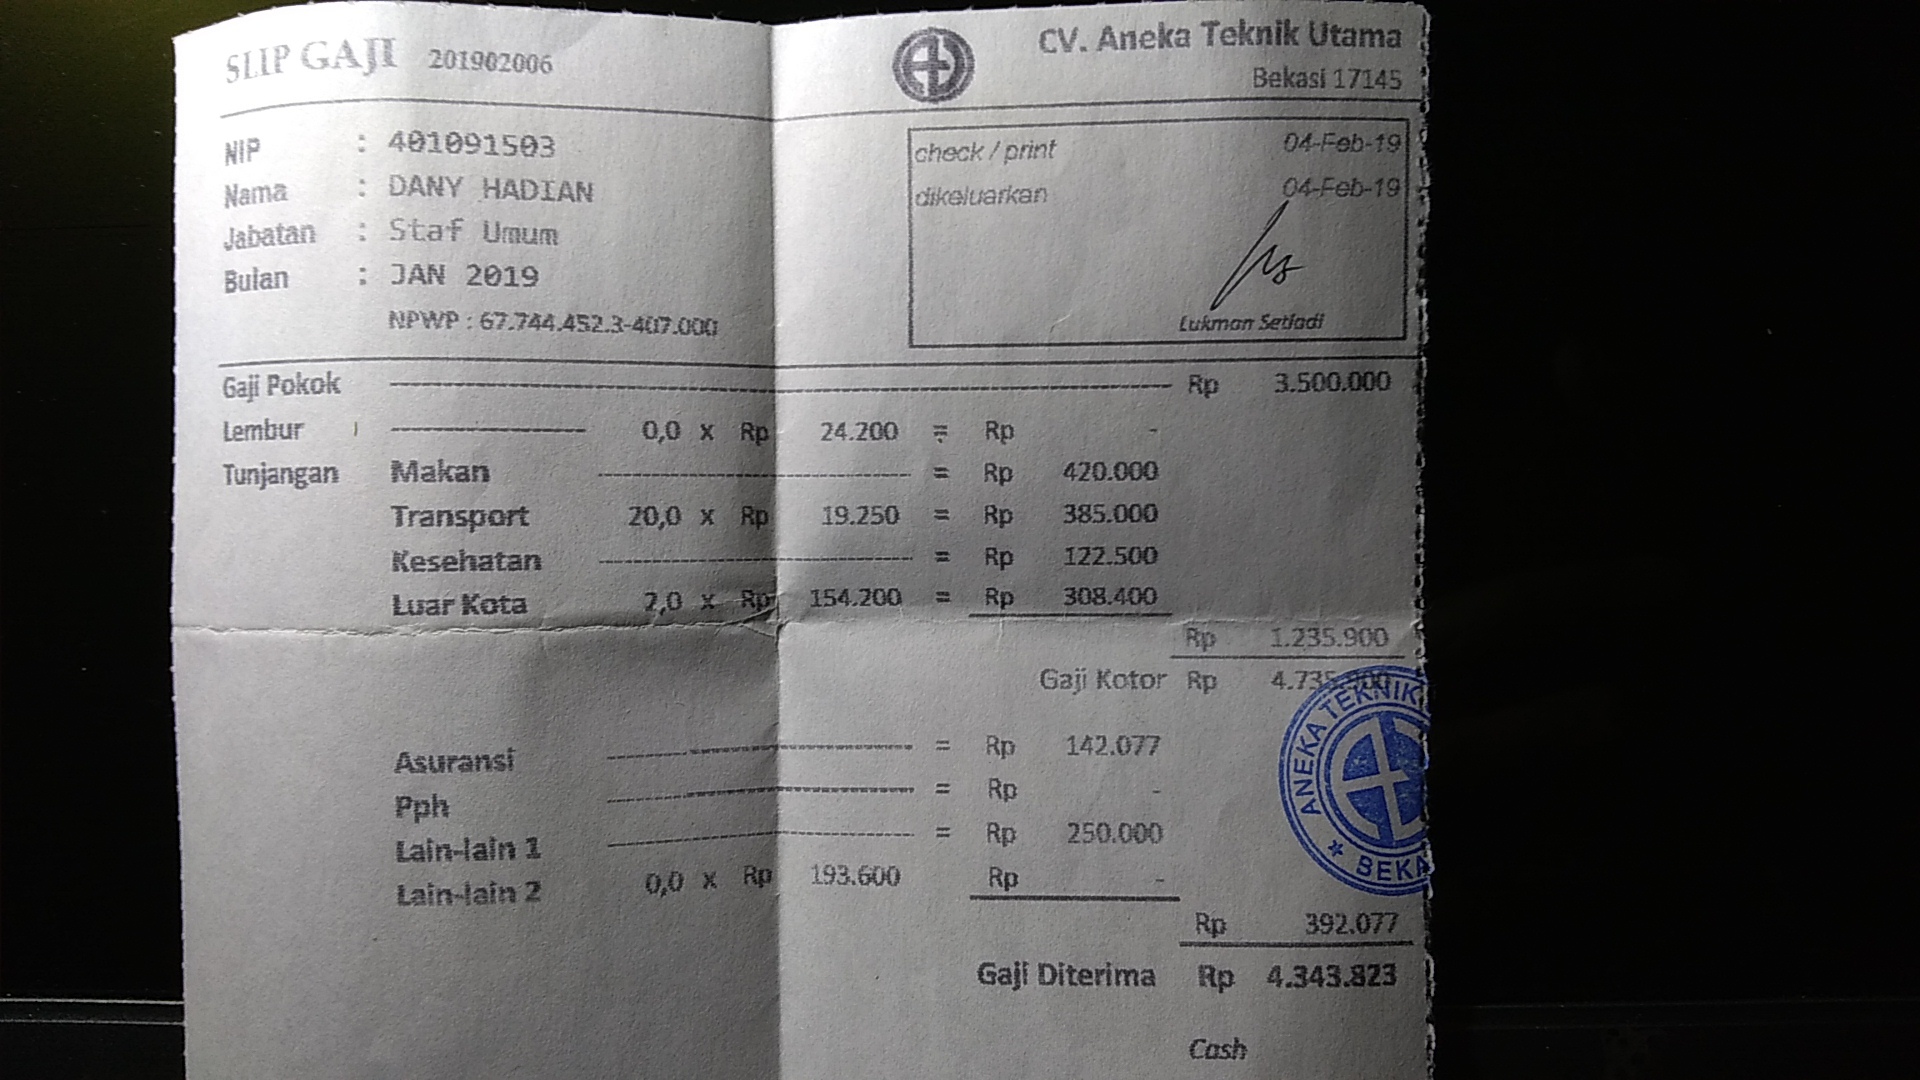 SLIP GAJI 201902006
CV. Aneka Teknik Utama
Bekasi 17145
NIP : 401091503
Nama : DANY HADIAN
Jabatan : Staf Umum
Bulan : JAN 2019
NPWP : 67.744.452.3-407.000
check / print 04-Feb-19
dikeluarkan 04-Feb-19
Lukman Setiadi
Gaji Pokok Rp 3.500.000
Lembur 0,0 x Rp 24.200 = Rp -
Tunjangan Makan = Rp 420.000
Transport 20,0 x Rp 19.250 = Rp 385.000
Kesehatan = Rp 122.500
Luar Kota 2,0 x Rp 154.200 = Rp 308.400
Rp 1.235.900
Gaji Kotor Rp 4.735.900
Asuransi = Rp 142.077
Pph = Rp -
Lain-lain 1 = Rp 250.000
Lain-lain 2 0,0 x Rp 193.600 Rp -
Rp 392.077
Gaji Diterima Rp 4.343.823
Cash
ANEKA TEKNIK
* BEKA